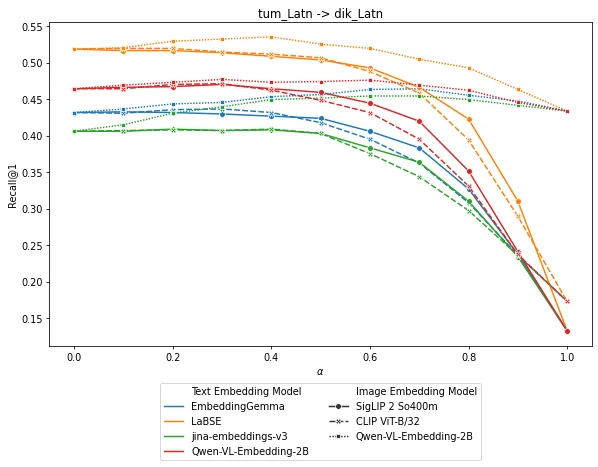 tum_Latn -> dik_Latn
0.55
0.50
0.45
0.40
0.35
0.30
0.25
0.20
0.15
Recall@1
0.0 0.2 0.4 0.6 0.8 1.0
α
Text Embedding Model
EmbeddingGemma
LaBSE
jina-embeddings-v3
Qwen-VL-Embedding-2B
Image Embedding Model
SigLIP 2 So400m
CLIP ViT-B/32
Qwen-VL-Embedding-2B